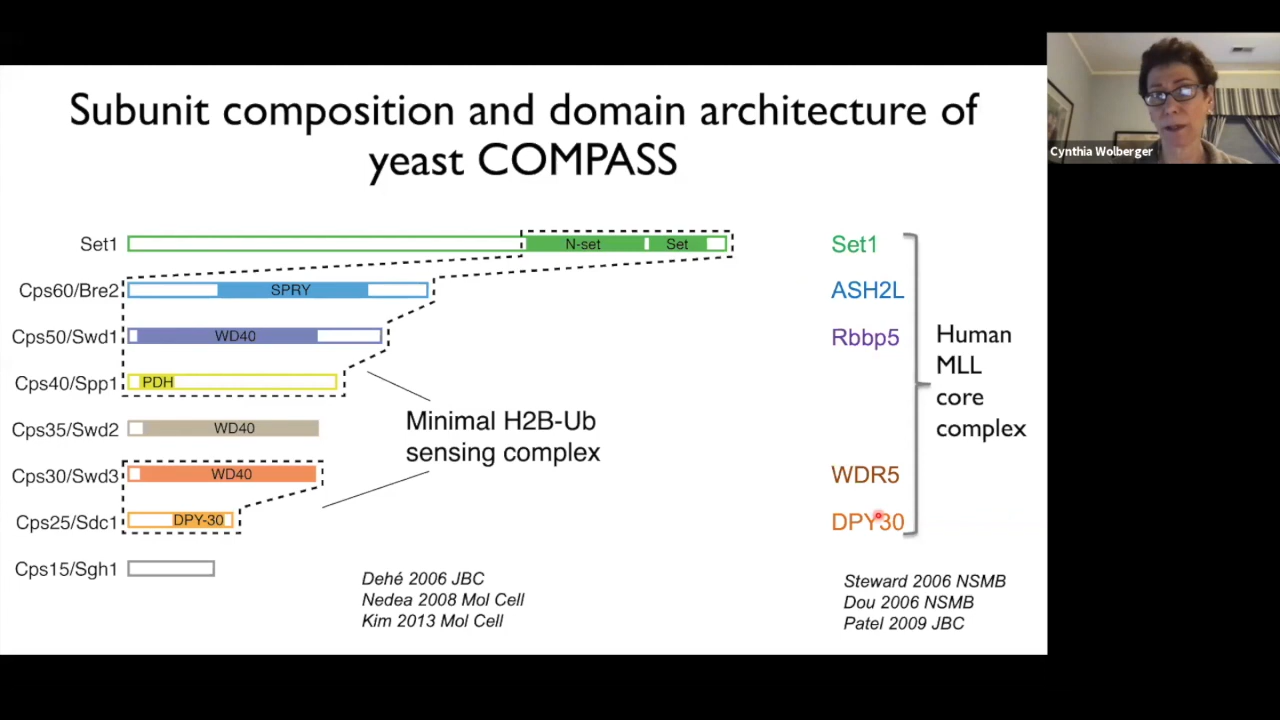 Subunit composition and domain architecture of
yeast COMPASS
Cynthia Wolberger
Set1
N-set
Set
Cps60/Bre2
SPRY
Cps50/Swd1
WD40
Cps40/Spp1
PDH
Cps35/Swd2
WD40
Cps30/Swd3
WD40
Cps25/Sdc1
DPY-30
Cps15/Sgh1
Minimal H2B-Ub
sensing complex
Dehé 2006 JBC
Nedea 2008 Mol Cell
Kim 2013 Mol Cell
Set1
ASH2L
Rbbp5
WDR5
DPY30
Human
MLL
core
complex
Steward 2006 NSMB
Dou 2006 NSMB
Patel 2009 JBC